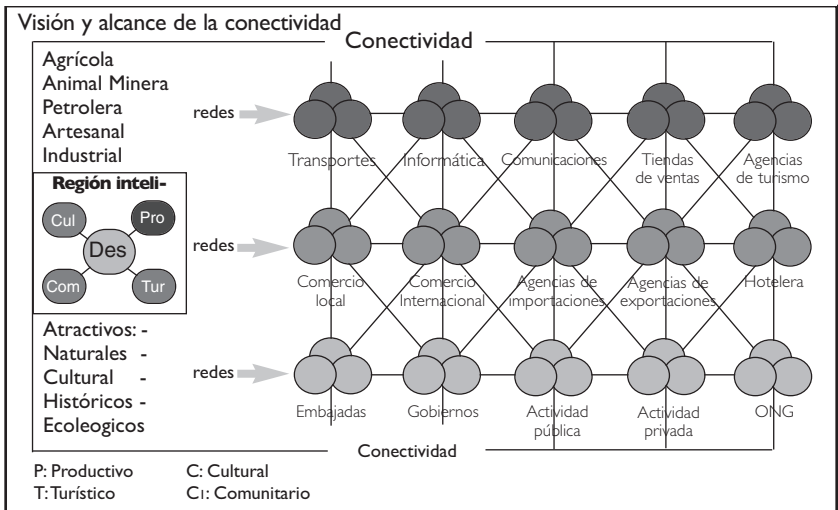 Visión y alcance de la conectividad
Conectividad
Agrícola
Animal Minera
Petrolera
Artesanal
Industrial
redes
Transportes
Informática
Comunicaciones
Tiendas
de ventas
Agencias
de turismo
Región inteli-
Cul
Pro
Des
Com
Tur
redes
Comercio
local
Comercio
Internacional
Agencias de
importaciones
Agencias de
exportaciones
Hotelera
Atractivos: -
Naturales -
Cultural -
Históricos -
Ecoleogicos
redes
Embajadas
Gobiernos
Actividad
pública
Actividad
privada
ONG
Conectividad
P: Productivo
C: Cultural
T: Turístico
C1: Comunitario